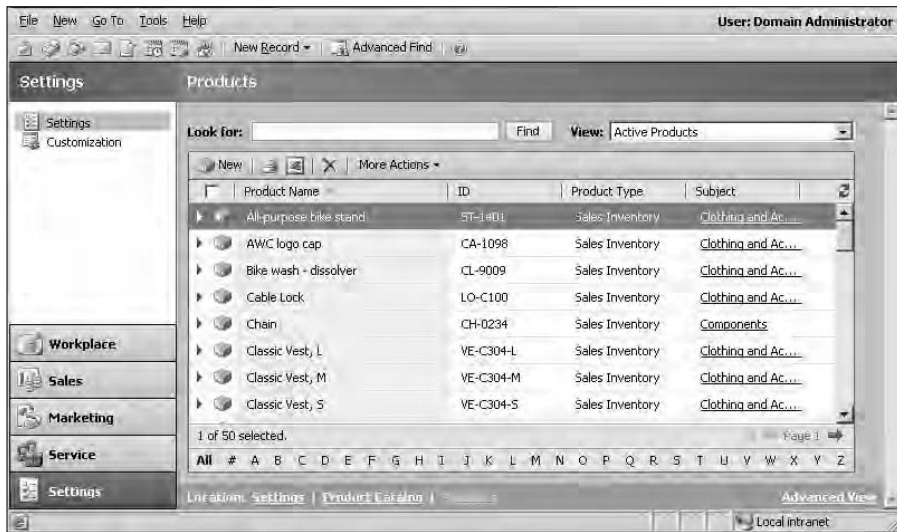 File New Go To Tools Help User: Domain Administrator
New Record Advanced Find
Settings Products
Settings
Customization
Look for: Find View: Active Products
New More Actions
Product Name ID Product Type Subject
All-purpose bike stand ST-1401 Sales Inventory Clothing and Ac...
AWC logo cap CA-1098 Sales Inventory Clothing and Ac...
Bike wash - dissolver CL-9009 Sales Inventory Clothing and Ac...
Cable Lock LO-C100 Sales Inventory Clothing and Ac...
Chain CH-0234 Sales Inventory Components
Classic Vest, L VE-C304-L Sales Inventory Clothing and Ac...
Classic Vest, M VE-C304-M Sales Inventory Clothing and Ac...
Classic Vest, S VE-C304-S Sales Inventory Clothing and Ac...
Workplace
Sales
Marketing
Service
Settings
1 of 50 selected. Page 1
All # A B C D E F G H I J K L M N O P Q R S T U V W X Y Z
Location: Settings | Product Catalog | Advanced View
Local intranet